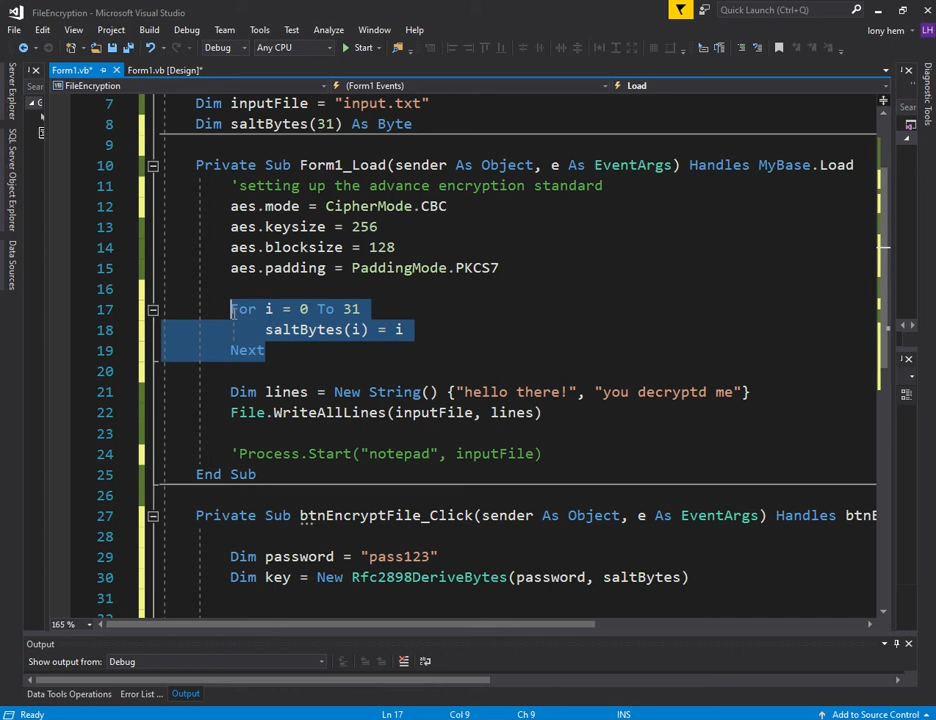 FileEncryption - Microsoft Visual Studio
Quick Launch (Ctrl+Q)
File Edit View Project Build Debug Team Tools Test Analyze Window Help
lony hem
LH
Debug Any CPU Start
Server Explorer
SQL Server Object Explorer
Data Sources
Sear
G
Form1.vb*
Form1.vb [Design]*
FileEncryption
(Form1 Events)
Load
7 Dim inputFile = "input.txt"
8 Dim saltBytes(31) As Byte
9
10 Private Sub Form1_Load(sender As Object, e As EventArgs) Handles MyBase.Load
11 'setting up the advance encryption standard
12 aes.mode = CipherMode.CBC
13 aes.keysize = 256
14 aes.blocksize = 128
15 aes.padding = PaddingMode.PKCS7
16
17 For i = 0 To 31
18 saltBytes(i) = i
19 Next
20
21 Dim lines = New String() {"hello there!", "you decryptd me"}
22 File.WriteAllLines(inputFile, lines)
23
24 'Process.Start("notepad", inputFile)
25 End Sub
26
27 Private Sub btnEncryptFile_Click(sender As Object, e As EventArgs) Handles btnE
28
29 Dim password = "pass123"
30 Dim key = New Rfc2898DeriveBytes(password, saltBytes)
31
165 %
Diagnostic Tools
Output
Show output from: Debug
Data Tools Operations Error List ... Output
Ready Ln 17 Col 9 Ch 9 INS Add to Source Control